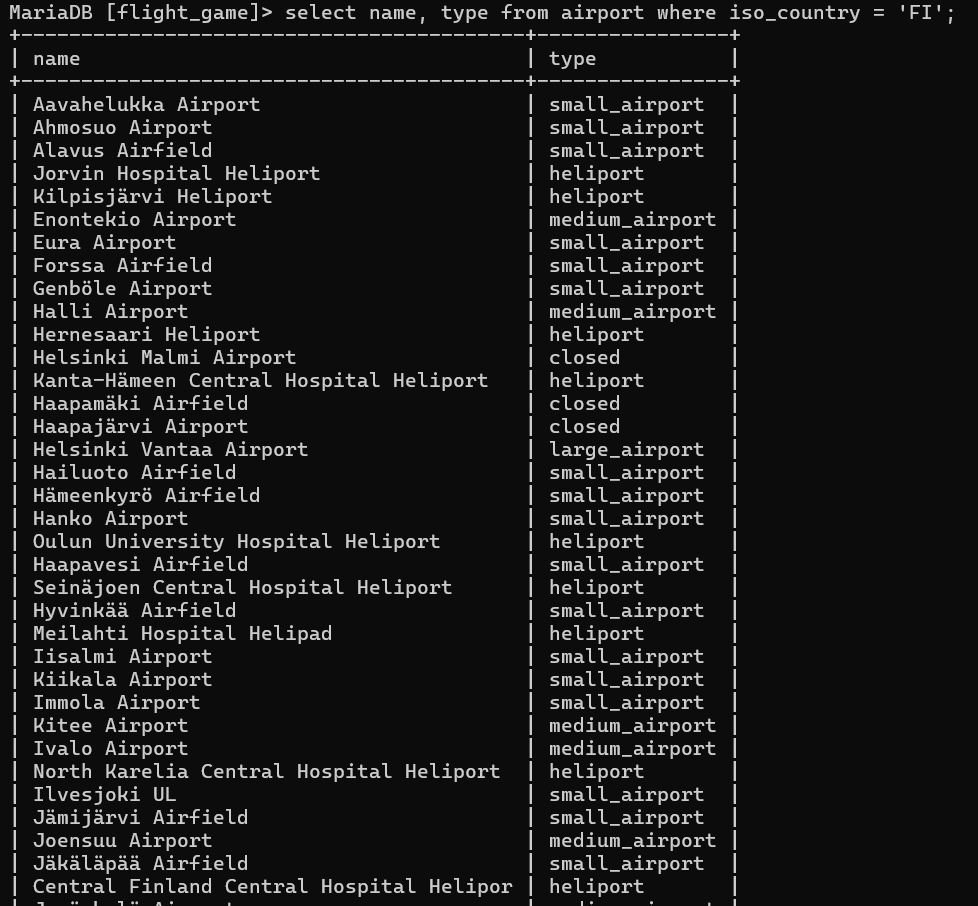 MariaDB [flight_game]> select name, type from airport where iso_country = 'FI';
+------------------------------------------+----------------+
| name                                     | type           |
+------------------------------------------+----------------+
| Aavahelukka Airport                      | small_airport  |
| Ahmosuo Airport                          | small_airport  |
| Alavus Airfield                          | small_airport  |
| Jorvin Hospital Heliport                 | heliport       |
| Kilpisjärvi Heliport                     | heliport       |
| Enontekio Airport                        | medium_airport |
| Eura Airport                             | small_airport  |
| Forssa Airfield                          | small_airport  |
| Genböle Airport                          | small_airport  |
| Halli Airport                            | medium_airport |
| Hernesaari Heliport                      | heliport       |
| Helsinki Malmi Airport                   | closed         |
| Kanta-Hämeen Central Hospital Heliport   | heliport       |
| Haapamäki Airfield                       | closed         |
| Haapajärvi Airport                       | closed         |
| Helsinki Vantaa Airport                  | large_airport  |
| Hailuoto Airfield                        | small_airport  |
| Hämeenkyrö Airfield                      | small_airport  |
| Hanko Airport                            | small_airport  |
| Oulun University Hospital Heliport       | heliport       |
| Haapavesi Airfield                       | small_airport  |
| Seinäjoen Central Hospital Heliport      | heliport       |
| Hyvinkää Airfield                        | small_airport  |
| Meilahti Hospital Helipad                | heliport       |
| Iisalmi Airport                          | small_airport  |
| Kiikala Airport                          | small_airport  |
| Immola Airport                           | small_airport  |
| Kitee Airport                            | medium_airport |
| Ivalo Airport                            | medium_airport |
| North Karelia Central Hospital Heliport  | heliport       |
| Ilvesjoki UL                             | small_airport  |
| Jämijärvi Airfield                       | small_airport  |
| Joensuu Airport                          | medium_airport |
| Jäkäläpää Airfield                       | small_airport  |
| Central Finland Central Hospital Helipor | heliport       |